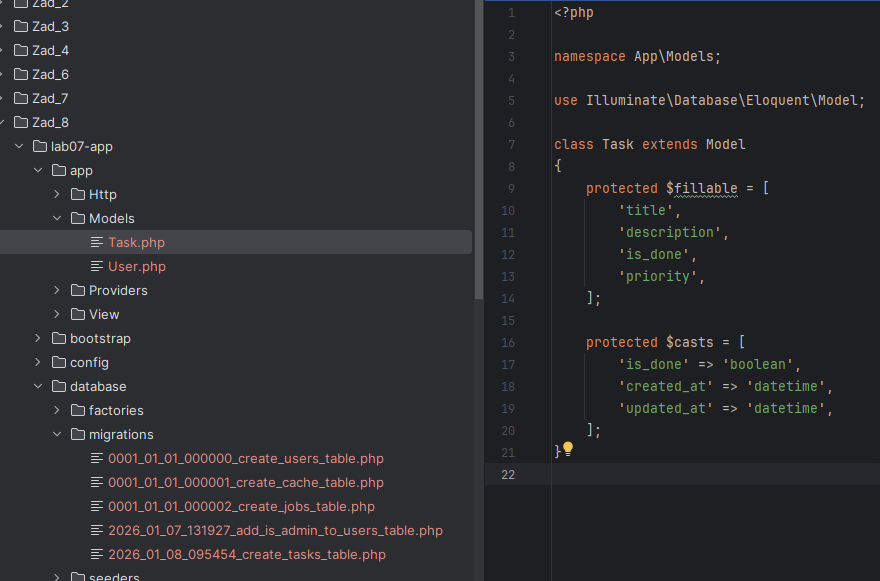 Zad_2
Zad_3
Zad_4
Zad_6
Zad_7
Zad_8
lab07-app
app
Http
Models
Task.php
User.php
Providers
View
bootstrap
config
database
factories
migrations
0001_01_01_000000_create_users_table.php
0001_01_01_000001_create_cache_table.php
0001_01_01_000002_create_jobs_table.php
2026_01_07_131927_add_is_admin_to_users_table.php
2026_01_08_095454_create_tasks_table.php
seeders
1 <?php
2
3 namespace App\Models;
4
5 use Illuminate\Database\Eloquent\Model;
6
7 class Task extends Model
8 {
9     protected $fillable = [
10         'title',
11         'description',
12         'is_done',
13         'priority',
14     ];
15
16     protected $casts = [
17         'is_done' => 'boolean',
18         'created_at' => 'datetime',
19         'updated_at' => 'datetime',
20     ];
21 }
22